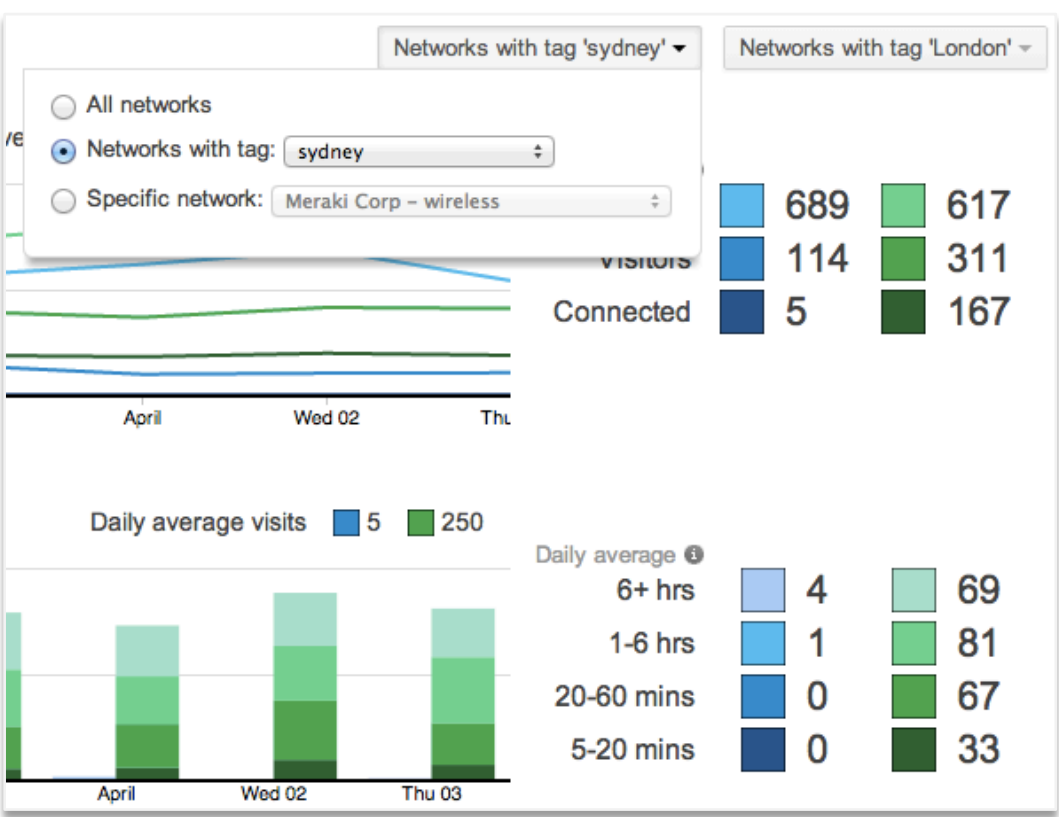 Networks with tag 'sydney'
Networks with tag 'London'
All networks
Networks with tag: sydney
Specific network: Meraki Corp – wireless
689 617
Visitors 114 311
Connected 5 167
April Wed 02
Daily average visits 5 250
Daily average
6+ hrs 4 69
1-6 hrs 1 81
20-60 mins 0 67
5-20 mins 0 33
April Wed 02 Thu 03